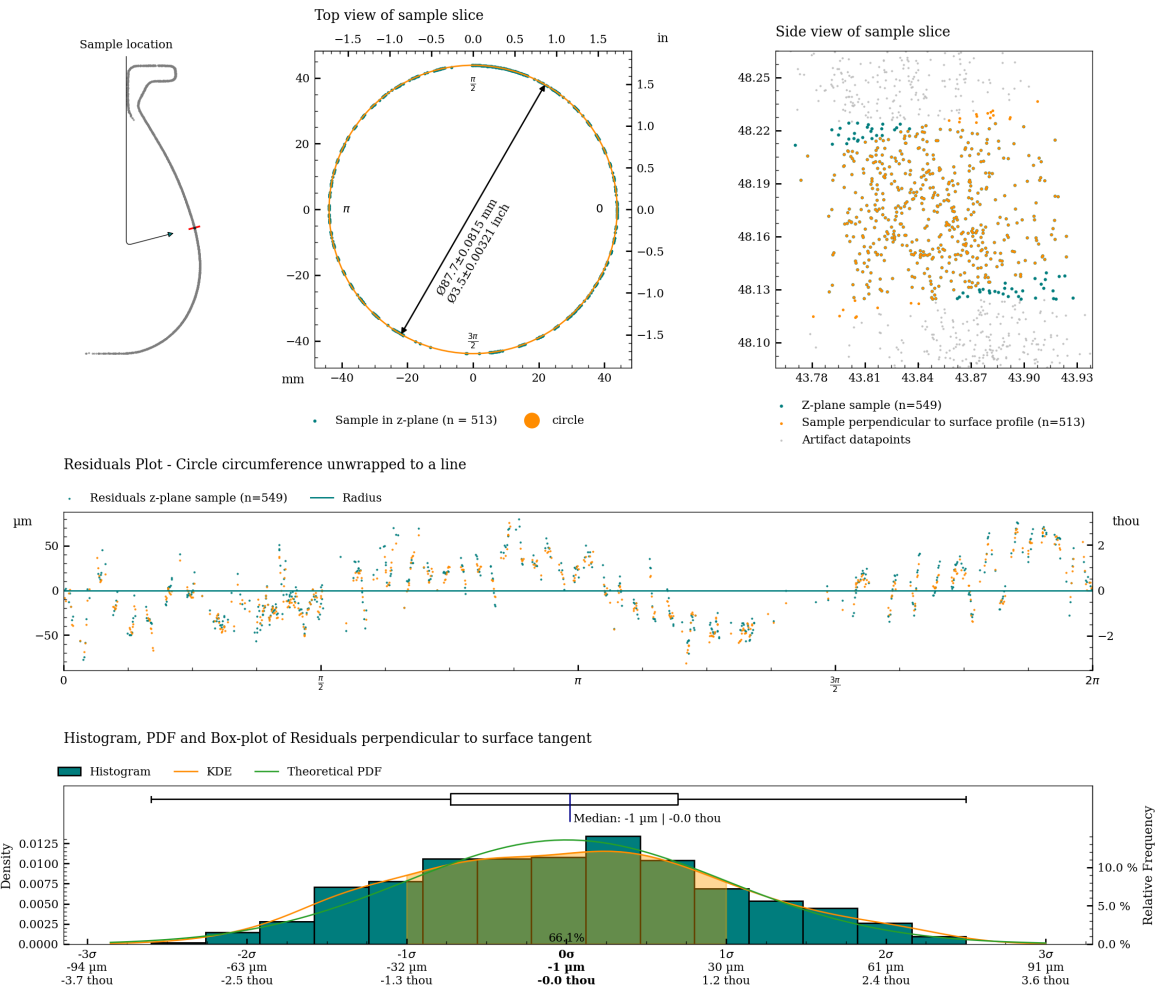 Sample location
Top view of sample slice
−1.5 −1.0 −0.5 0.0 0.5 1.0 1.5 in
40
20
0
−20
−40
mm
−40 −20 0 20 40
1.5
1.0
0.5
0.0
−0.5
−1.0
−1.5
π/2
π
0
3π/2
Ø87.7±0.0815 mm
Ø3.5±0.00321 inch
Sample in z-plane (n = 513)
circle
Side view of sample slice
48.25
48.22
48.19
48.16
48.13
48.10
43.78 43.81 43.84 43.87 43.90 43.93
Z-plane sample (n=549)
Sample perpendicular to surface profile (n=513)
Artifact datapoints
Residuals Plot - Circle circumference unwrapped to a line
Residuals z-plane sample (n=549)
Radius
µm
thou
50
0
−50
2
0
−2
0 π/2 π 3π/2 2π
Histogram, PDF and Box-plot of Residuals perpendicular to surface tangent
Histogram
KDE
Theoretical PDF
Median: -1 µm | -0.0 thou
Density
0.0125
0.0100
0.0075
0.0050
0.0025
0.0000
Relative Frequency
10.0 %
5.0 %
0.0 %
66.1%
-3σ -2σ -1σ 0σ 1σ 2σ 3σ
-94 µm -63 µm -32 µm -1 µm 30 µm 61 µm 91 µm
-3.7 thou -2.5 thou -1.3 thou -0.0 thou 1.2 thou 2.4 thou 3.6 thou